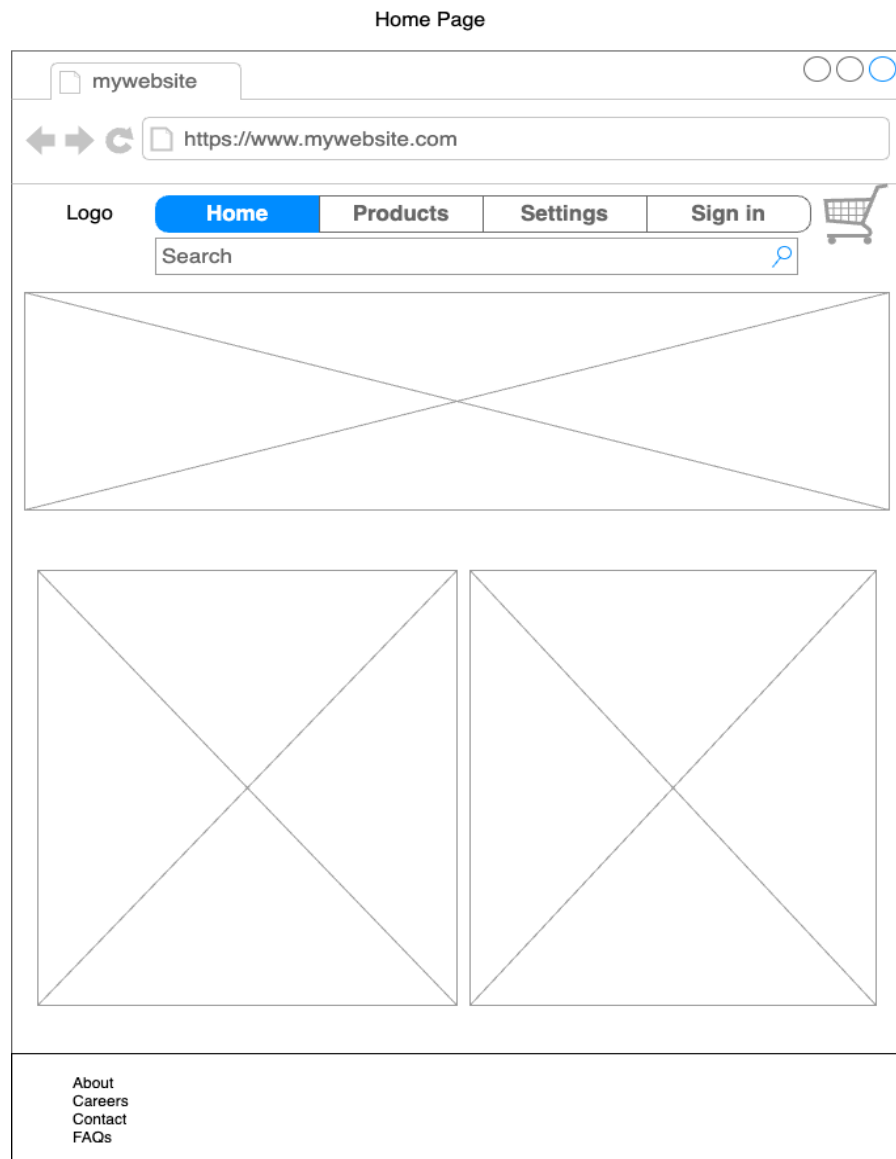 Home Page
mywebsite
https://www.mywebsite.com
Logo Home Products Settings Sign in
Search
About
Careers
Contact
FAQs